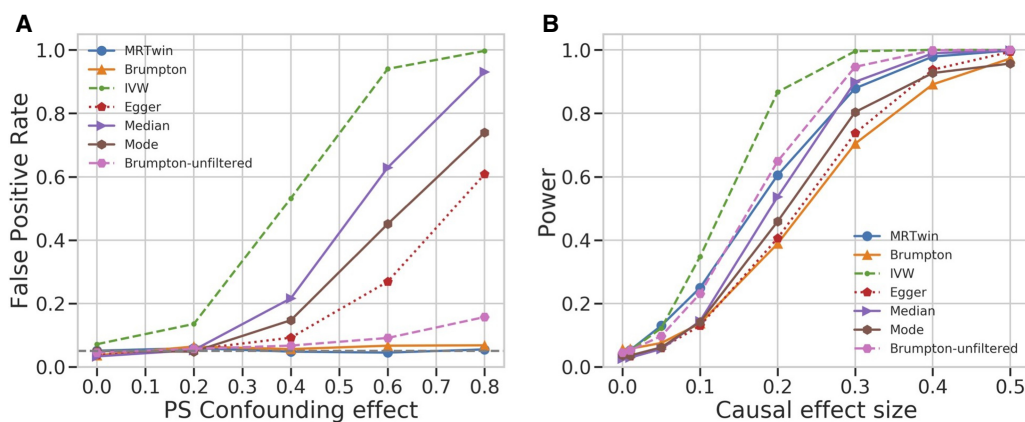 A
False Positive Rate
1.0
0.8
0.6
0.4
0.2
0.0
MRTwin
Brumpton
IVW
Egger
Median
Mode
Brumpton-unfiltered
0.0 0.1 0.2 0.3 0.4 0.5 0.6 0.7 0.8
PS Confounding effect
B
Power
1.0
0.8
0.6
0.4
0.2
0.0
MRTwin
Brumpton
IVW
Egger
Median
Mode
Brumpton-unfiltered
0.0 0.1 0.2 0.3 0.4 0.5
Causal effect size